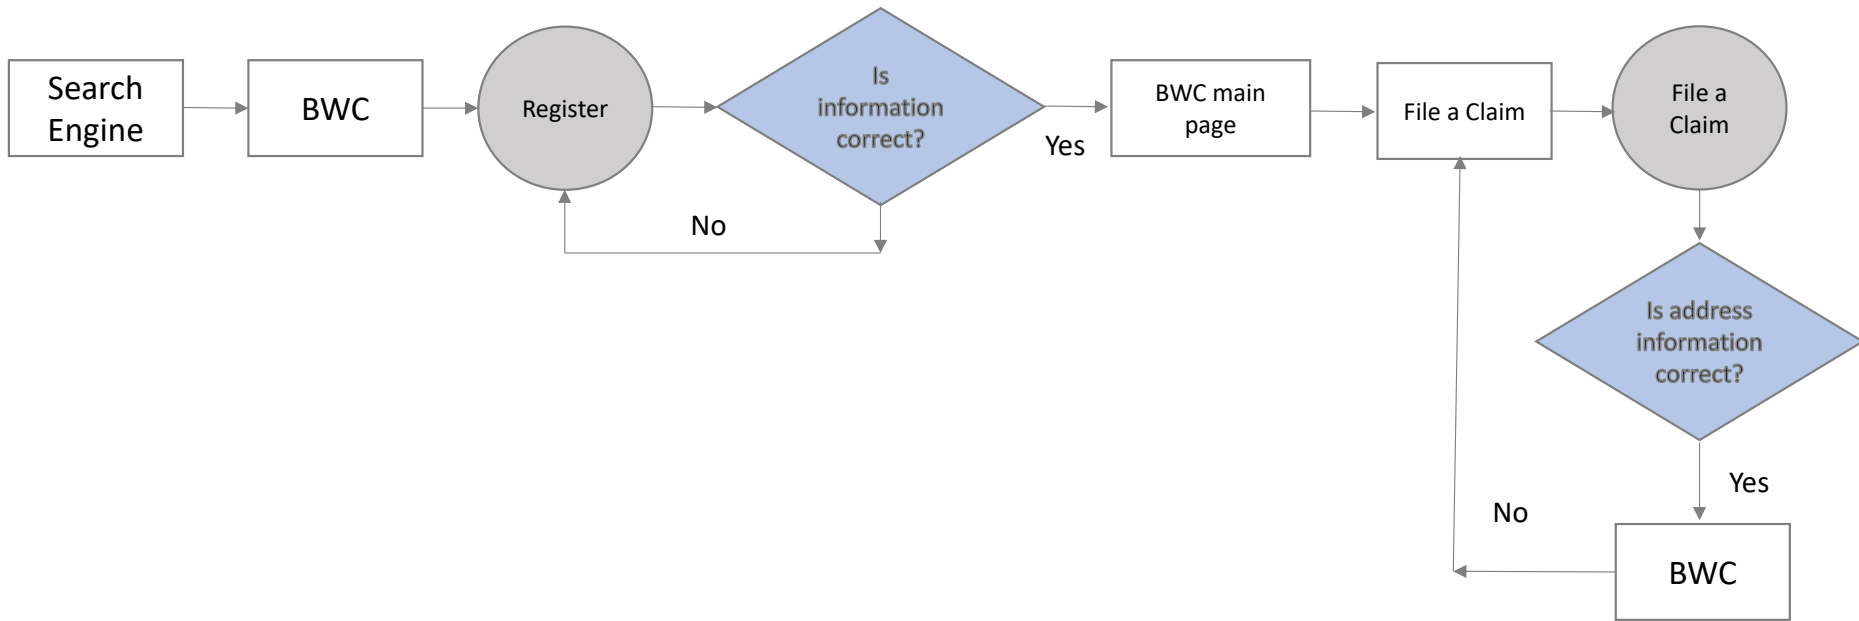 Search
Engine
BWC
Register
Is
information
correct?
Yes
No
BWC main
page
File a Claim
File a
Claim
Is address
information
correct?
Yes
No
BWC